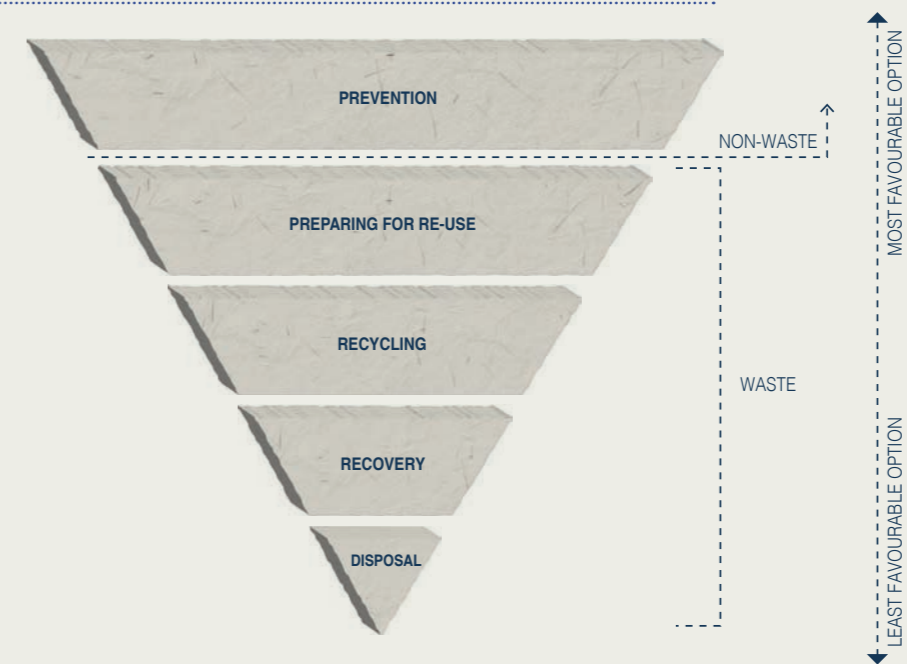 PREVENTION
NON-WASTE
PREPARING FOR RE-USE
RECYCLING
WASTE
RECOVERY
DISPOSAL
MOST FAVOURABLE OPTION
LEAST FAVOURABLE OPTION